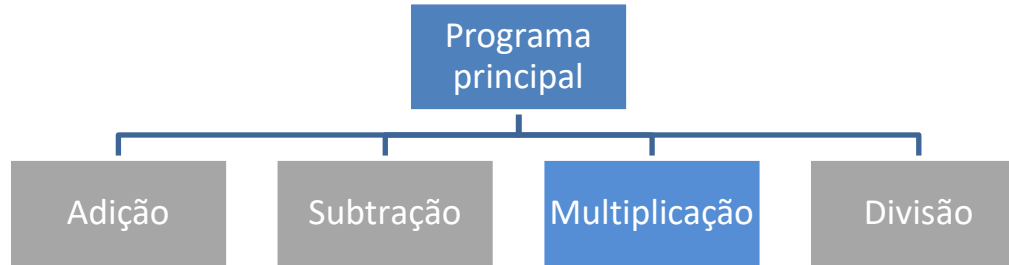 Programa
principal
Adição
Subtração
Multiplicação
Divisão